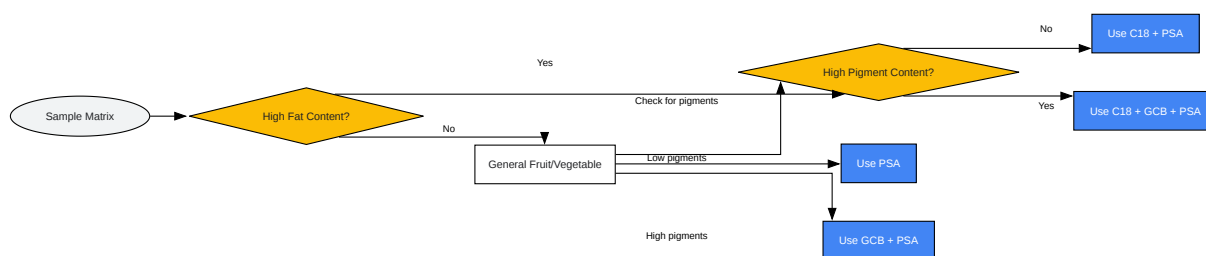 Sample Matrix
High Fat Content?
Yes
No
General Fruit/Vegetable
Check for pigments
Low pigments
High pigments
High Pigment Content?
No
Yes
Use C18 + PSA
Use C18 + GCB + PSA
Use PSA
Use GCB + PSA